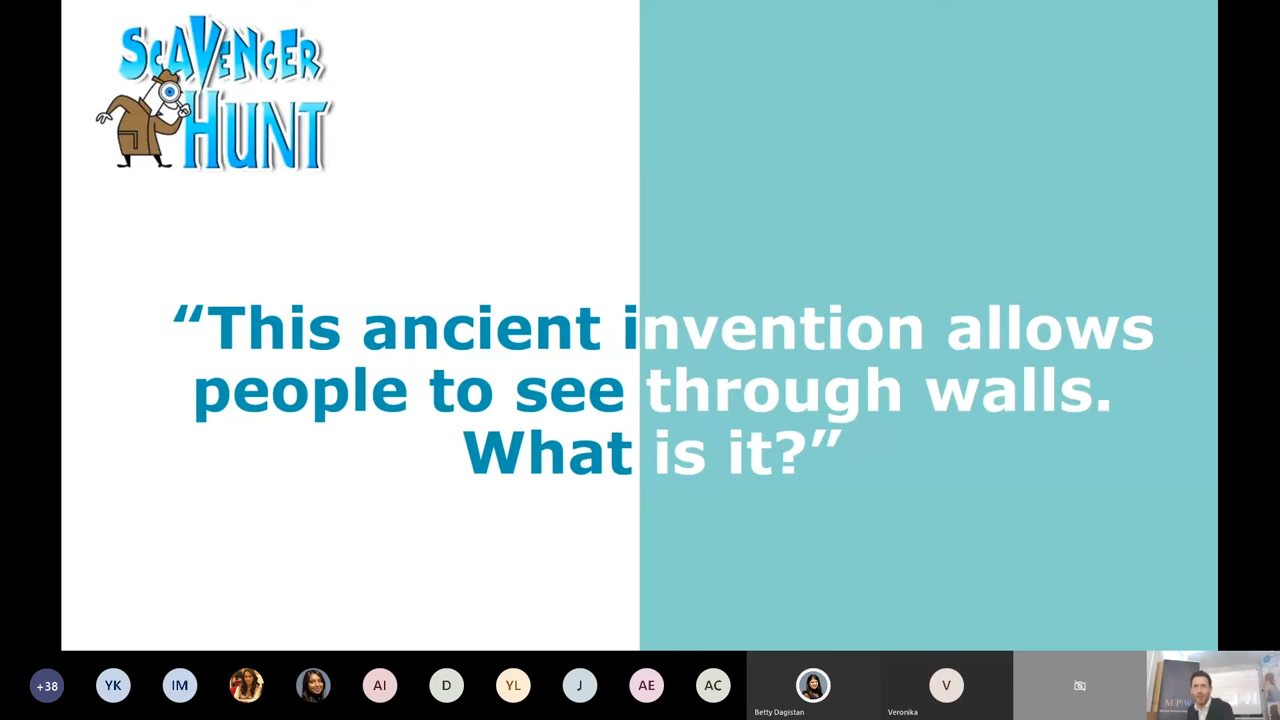 SCAVENGER
HUNT
“This ancient invention allows
people to see through walls.
What is it?”
+38
YK
IM
AI
D
YL
J
AE
AC
Betty Dagistan
V
Veronika